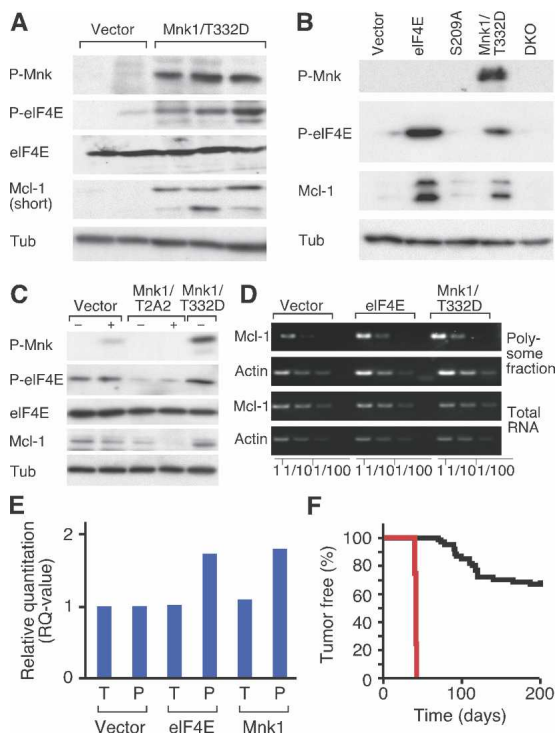 A
Vector Mnk1/T332D
P-Mnk
P-eIF4E
eIF4E
Mcl-1
(short)
Tub
B
Vector
eIF4E
S209A
Mnk1/
T332D
DKO
P-Mnk
P-eIF4E
Mcl-1
Tub
C
Vector Mnk1/T2A2 Mnk1/T332D
– + – + –
P-Mnk
P-eIF4E
eIF4E
Mcl-1
Tub
D
Vector eIF4E Mnk1/T332D
Mcl-1
Actin
Poly-
some
fraction
Mcl-1
Actin
Total
RNA
1 1/10 1/100 1 1/10 1/100 1 1/10 1/100
E
Relative quantitation
(RQ-value)
2
1
0
T P T P T P
Vector eIF4E Mnk1
F
Tumor free (%)
100
50
0
0 100 200
Time (days)